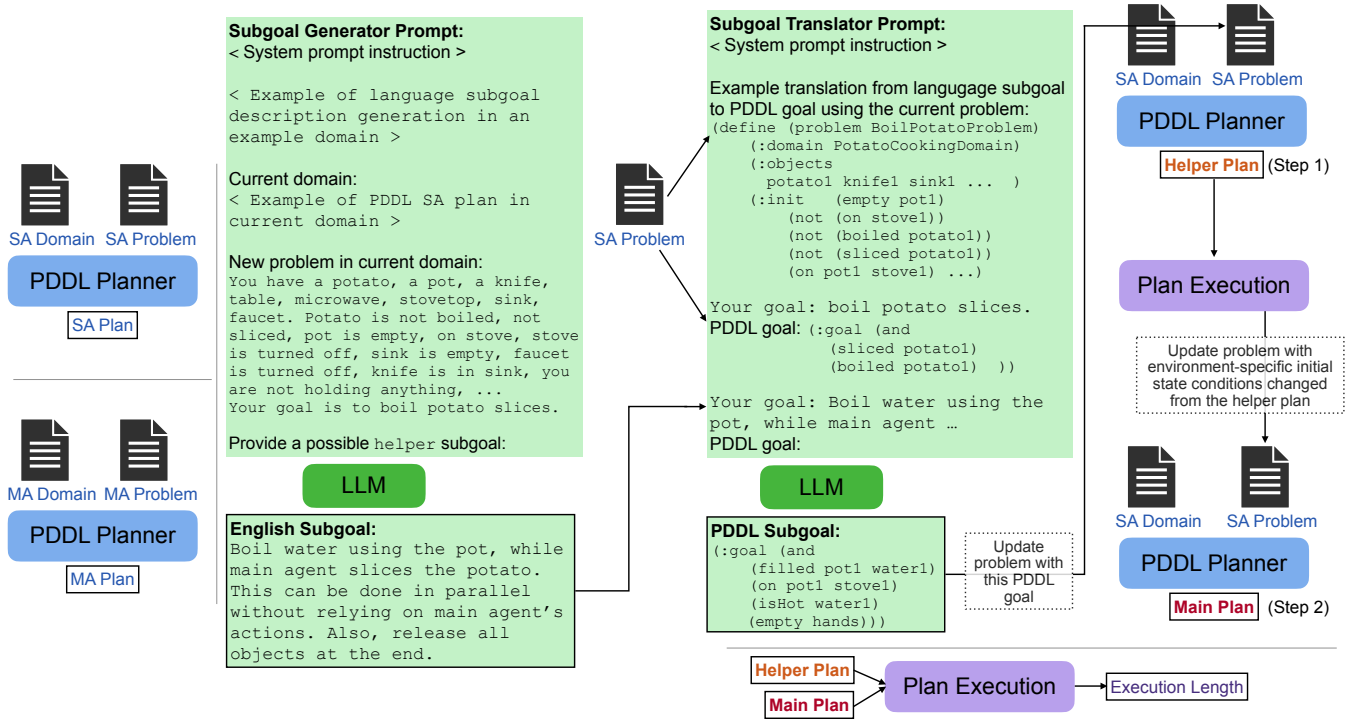 SA Domain
SA Problem
PDDL Planner
SA Plan
MA Domain
MA Problem
PDDL Planner
MA Plan
Subgoal Generator Prompt:
< System prompt instruction >
< Example of language subgoal
description generation in an
example domain >
Current domain:
< Example of PDDL SA plan in
current domain >
New problem in current domain:
You have a potato, a pot, a knife,
table, microwave, stovetop, sink,
faucet. Potato is not boiled, not
sliced, pot is empty, on stove, stove
is turned off, sink is empty, faucet
is turned off, knife is in sink, you
are not holding anything, ...
Your goal is to boil potato slices.
Provide a possible helper subgoal:
LLM
English Subgoal:
Boil water using the pot, while
main agent slices the potato.
This can be done in parallel
without relying on main agent's
actions. Also, release all
objects at the end.
SA Problem
Subgoal Translator Prompt:
< System prompt instruction >
Example translation from langugage subgoal
to PDDL goal using the current problem:
(define (problem BoilPotatoProblem)
(:domain PotatoCookingDomain)
(:objects
potato1 knife1 sink1 ... )
(:init (empty pot1)
(not (on stove1))
(not (boiled potato1))
(not (sliced potato1))
(on pot1 stove1) ...)
Your goal: boil potato slices.
PDDL goal: (:goal (and
(sliced potato1)
(boiled potato1) ))
Your goal: Boil water using the
pot, while main agent …
PDDL goal:
LLM
PDDL Subgoal:
(:goal (and
(filled pot1 water1)
(on pot1 stove1)
(isHot water1)
(empty hands)))
Update
problem with
this PDDL
goal
SA Domain
SA Problem
PDDL Planner
Helper Plan (Step 1)
Plan Execution
Update problem with
environment-specific initial
state conditions changed
from the helper plan
SA Domain
SA Problem
PDDL Planner
Main Plan (Step 2)
Helper Plan
Main Plan
Plan Execution
Execution Length